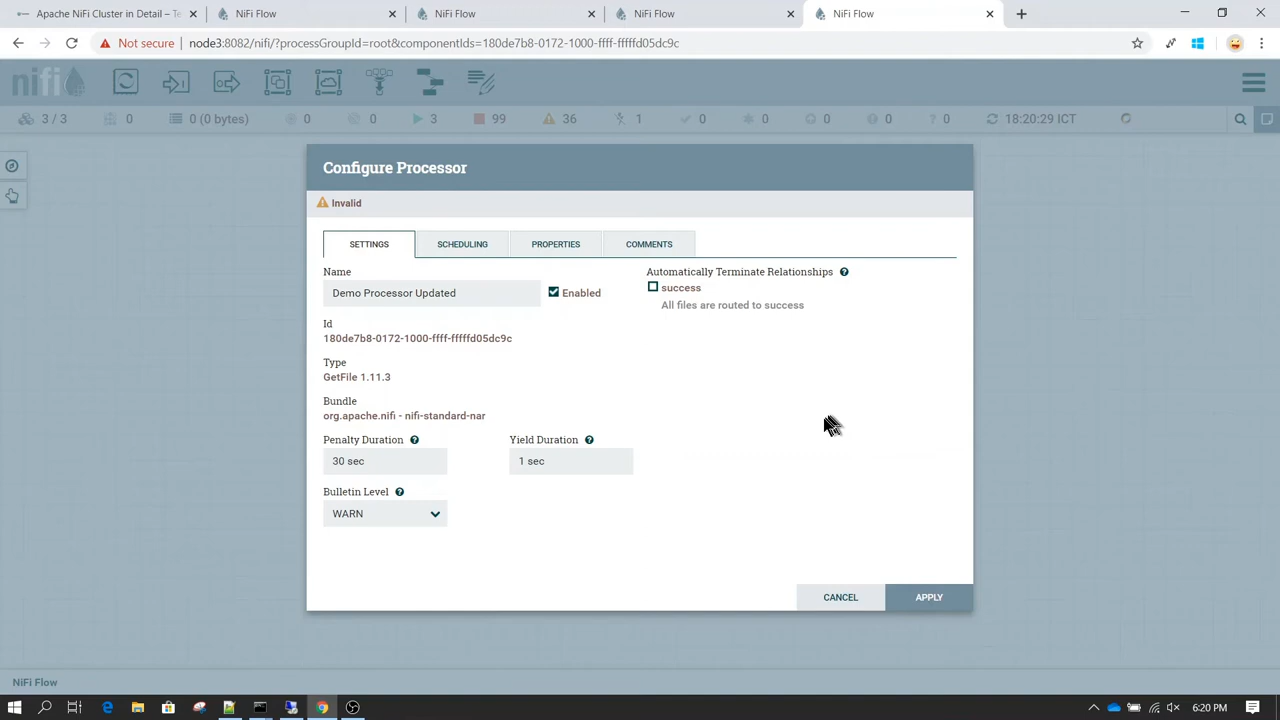 Apache NiFi Cluster in Detail – Te
NiFi Flow
NiFi Flow
NiFi Flow
NiFi Flow
Not secure
node3:8082/nifi/?processGroupId=root&componentIds=180de7b8-0172-1000-ffff-fffffd05dc9c
nifi
3 / 3
0
0 (0 bytes)
0
0
3
99
36
1
0
0
0
0
0
18:20:29 ICT
Configure Processor
Invalid
SETTINGS
SCHEDULING
PROPERTIES
COMMENTS
Name
Demo Processor Updated
Enabled
Id
180de7b8-0172-1000-ffff-fffffd05dc9c
Type
GetFile 1.11.3
Bundle
org.apache.nifi - nifi-standard-nar
Penalty Duration
Yield Duration
30 sec
1 sec
Bulletin Level
WARN
Automatically Terminate Relationships
success
All files are routed to success
CANCEL
APPLY
NiFi Flow
6:20 PM